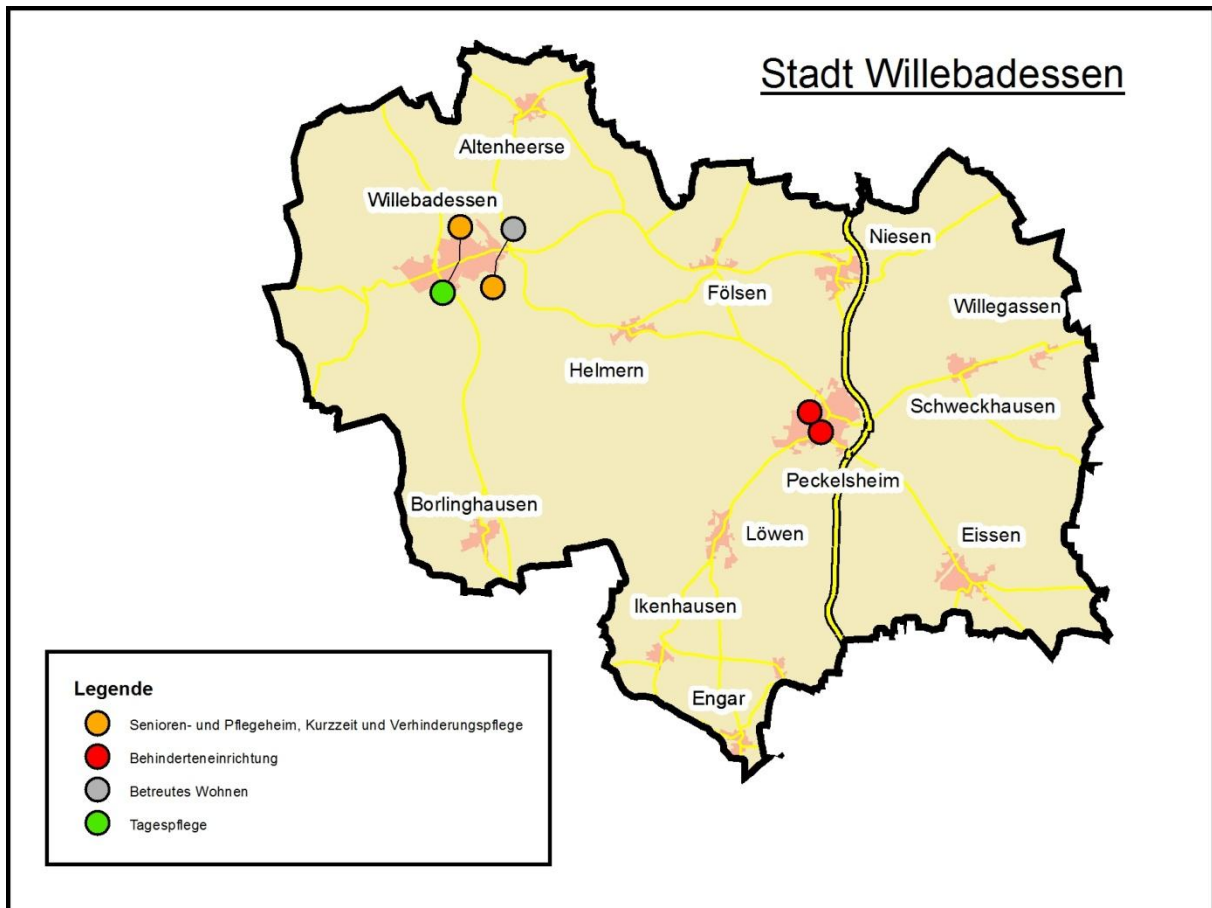 Stadt Willebadessen
Altenheerse
Willebadessen
Niesen
Fölsen
Willegassen
Helmern
Schweckhausen
Peckelsheim
Borlinghausen
Löwen
Eissen
Ikenhausen
Engar
Legende
Senioren- und Pflegeheim, Kurzzeit und Verhinderungspflege
Behinderteneinrichtung
Betreutes Wohnen
Tagespflege